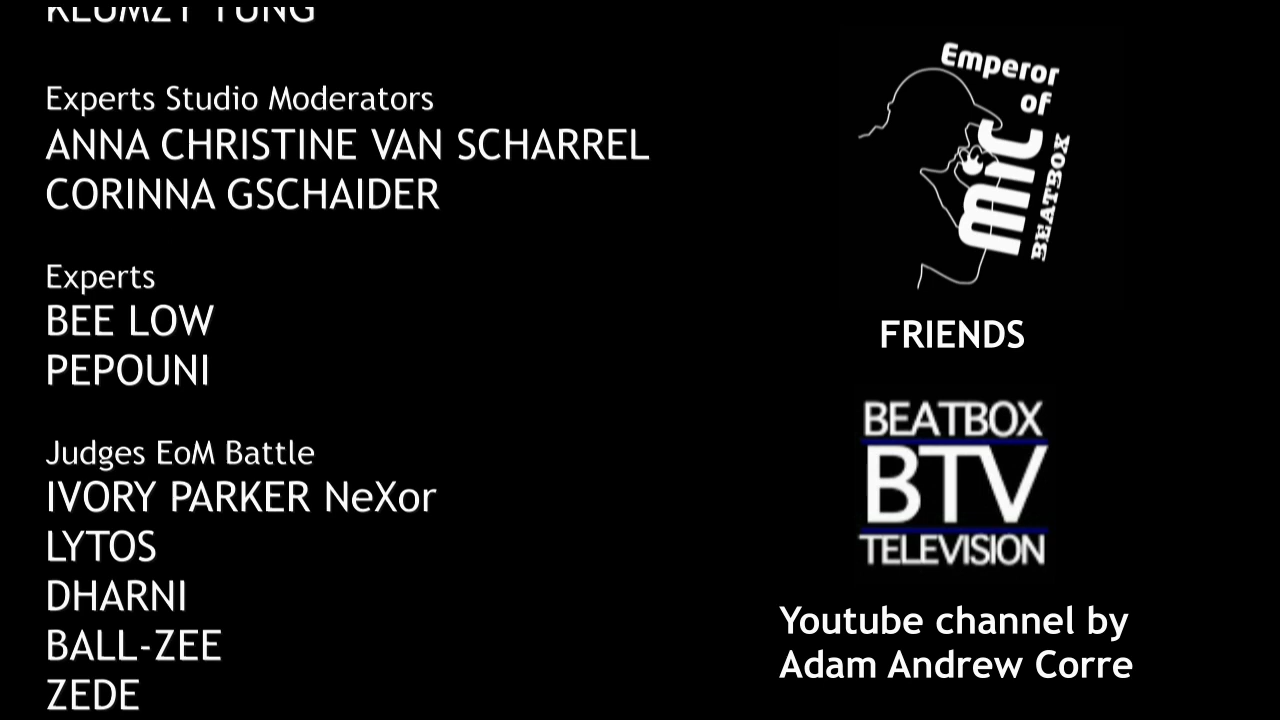 KLUMZY TUNG
Experts Studio Moderators
ANNA CHRISTINE VAN SCHARREL
CORINNA GSCHAIDER
Experts
BEE LOW
PEPOUNI
Judges EoM Battle
IVORY PARKER NeXor
LYTOS
DHARNI
BALL-ZEE
ZEDE
Emperor
of
MIC
BEATBOX
FRIENDS
BEATBOX
BTV
TELEVISION
Youtube channel by
Adam Andrew Corre